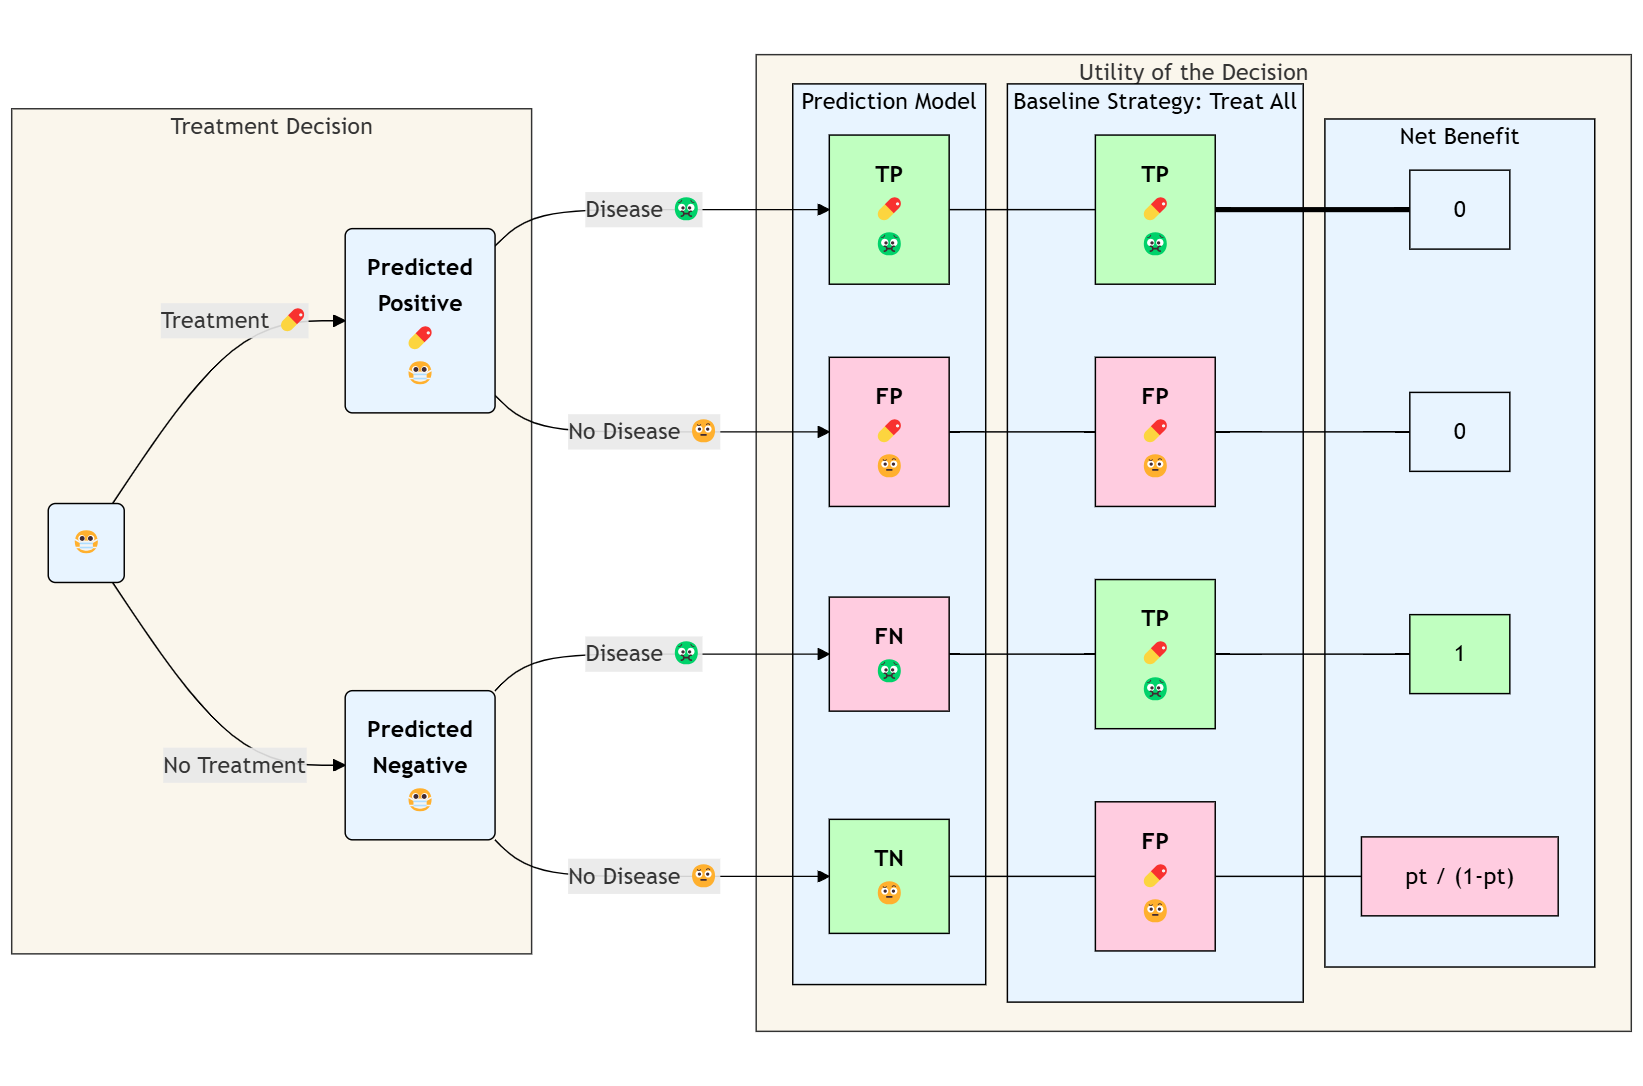 Utility of the Decision
Treatment Decision
Prediction Model
Baseline Strategy: Treat All
Net Benefit
Treatment
No Treatment
Predicted
Positive
Predicted
Negative
Disease
No Disease
Disease
No Disease
TP
TP
0
FP
FP
0
FN
TP
1
TN
FP
pt / (1-pt)